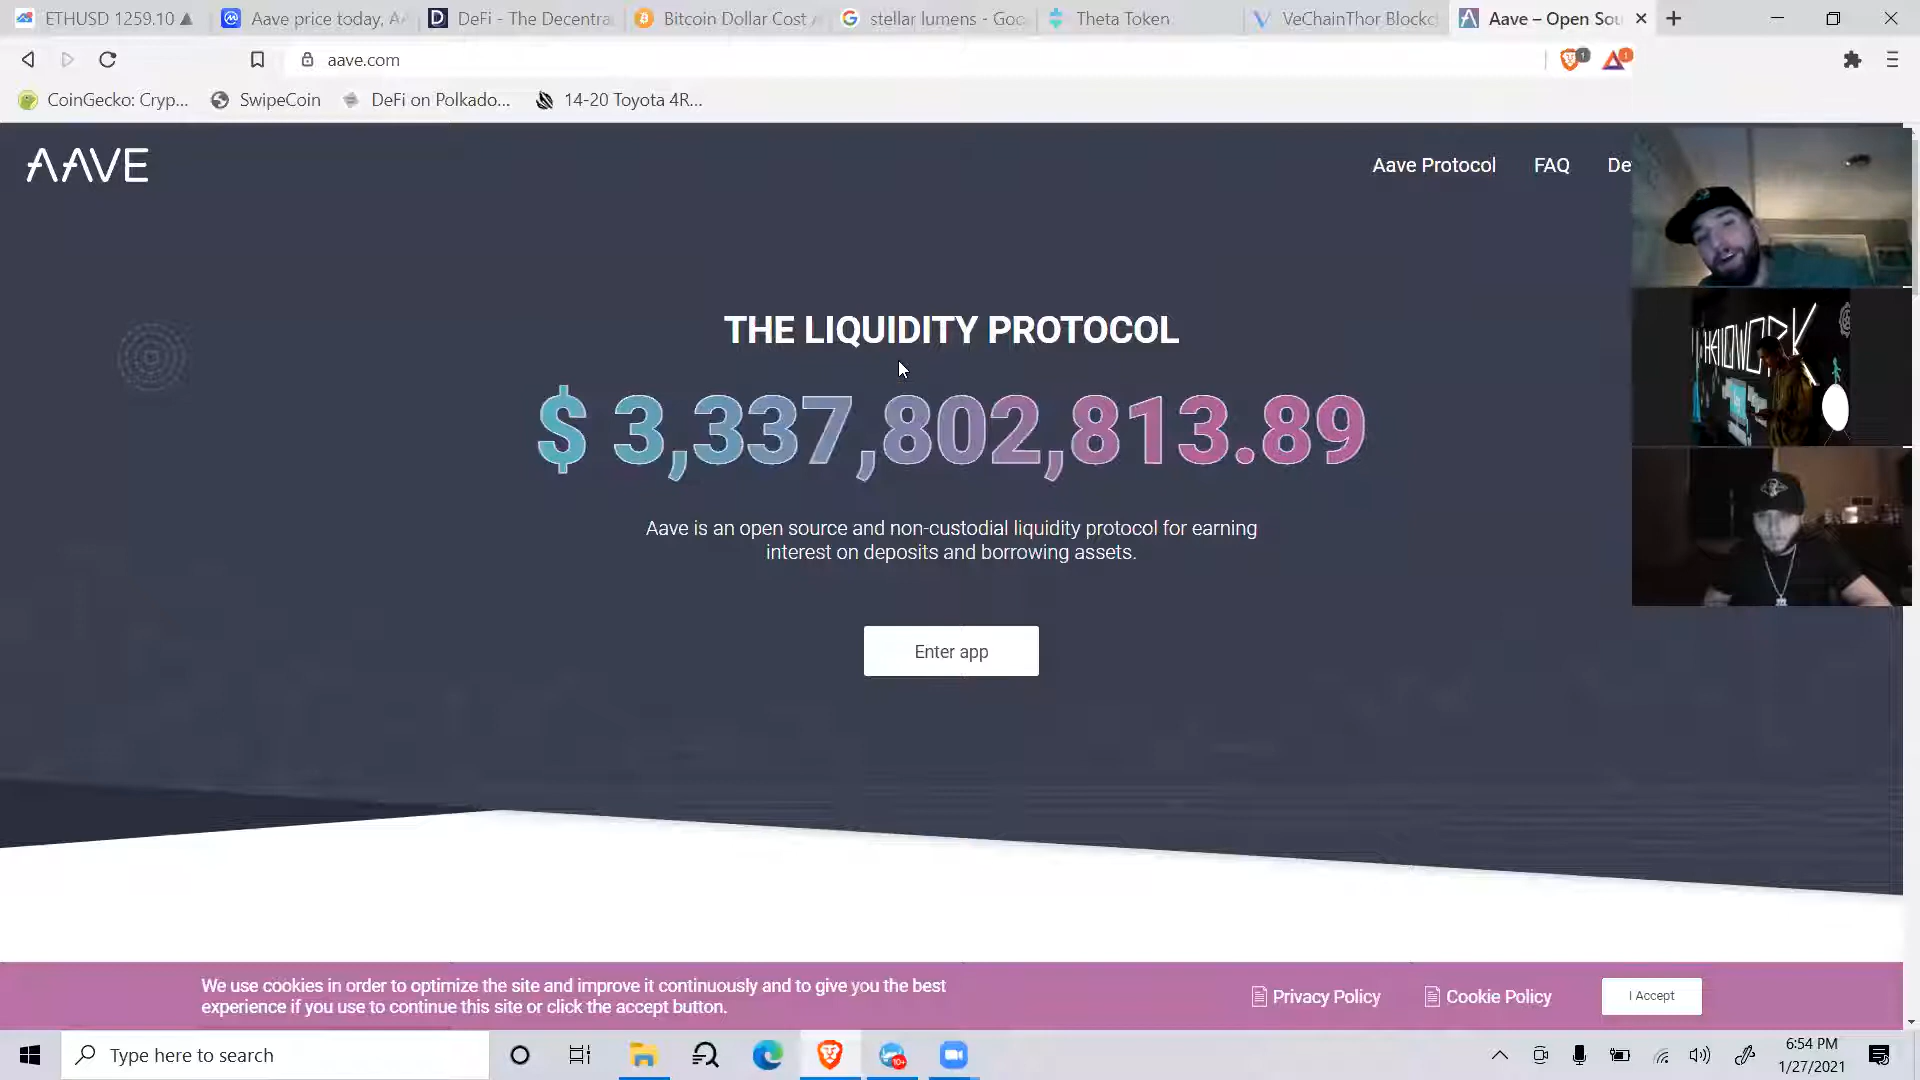 ETHUSD 1259.10 ▲
Aave price today, A
DeFi - The Decentra
Bitcoin Dollar Cost
stellar lumens - Goo
Theta Token
VeChainThor Blockc
Aave – Open Sou
aave.com
CoinGecko: Cryp...
SwipeCoin
DeFi on Polkado...
14-20 Toyota 4R...
AAVE
Aave Protocol
FAQ
De
THE LIQUIDITY PROTOCOL
$ 3,337,802,813.89
Aave is an open source and non-custodial liquidity protocol for earning
interest on deposits and borrowing assets.
Enter app
We use cookies in order to optimize the site and improve it continuously and to give you the best
experience if you use to continue this site or click the accept button.
Privacy Policy
Cookie Policy
I Accept
Type here to search
10+
6:54 PM
1/27/2021